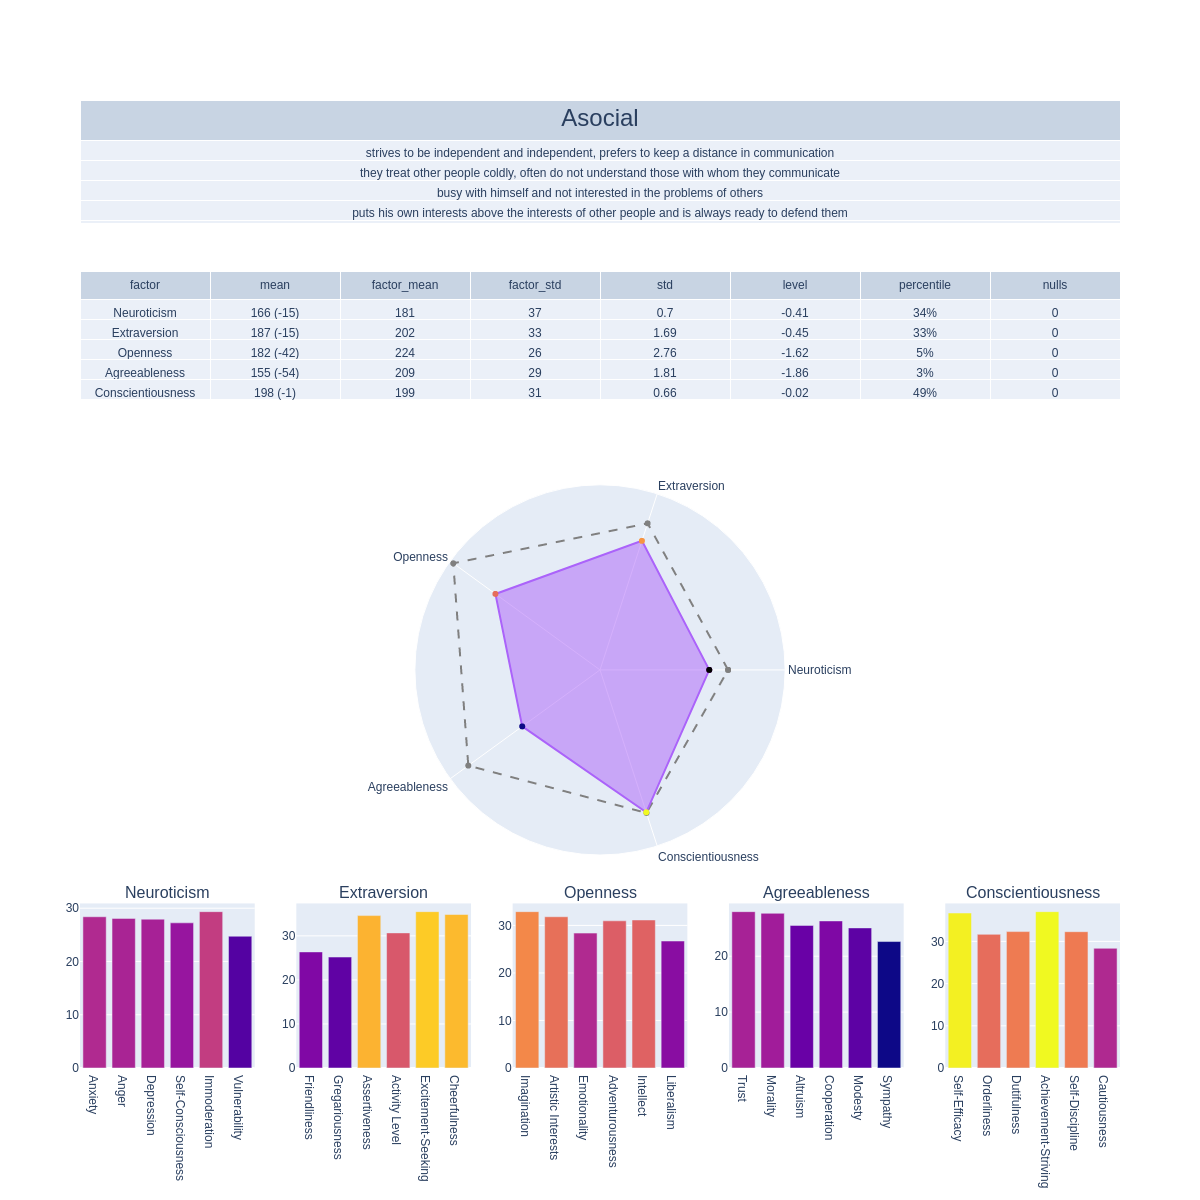 Asocial
strives to be independent and independent, prefers to keep a distance in communication
they treat other people coldly, often do not understand those with whom they communicate
busy with himself and not interested in the problems of others
puts his own interests above the interests of other people and is always ready to defend them
factor mean factor_mean factor_std std level percentile nulls
Neuroticism 166 (-15) 181 37 0.7 -0.41 34% 0
Extraversion 187 (-15) 202 33 1.69 -0.45 33% 0
Openness 182 (-42) 224 26 2.76 -1.62 5% 0
Agreeableness 155 (-54) 209 29 1.81 -1.86 3% 0
Conscientiousness 198 (-1) 199 31 0.66 -0.02 49% 0
Extraversion
Openness
Neuroticism
Agreeableness
Conscientiousness
Neuroticism
30
20
10
0
Anxiety
Anger
Depression
Self-Consciousness
Immoderation
Vulnerability
Extraversion
30
20
10
0
Friendliness
Gregariousness
Assertiveness
Activity Level
Excitement-Seeking
Cheerfulness
Openness
30
20
10
0
Imagination
Artistic Interests
Emotionality
Adventurousness
Intellect
Liberalism
Agreeableness
20
10
0
Trust
Morality
Altruism
Cooperation
Modesty
Sympathy
Conscientiousness
30
20
10
0
Self-Efficacy
Orderliness
Dutifulness
Achievement-Striving
Self-Discipline
Cautiousness